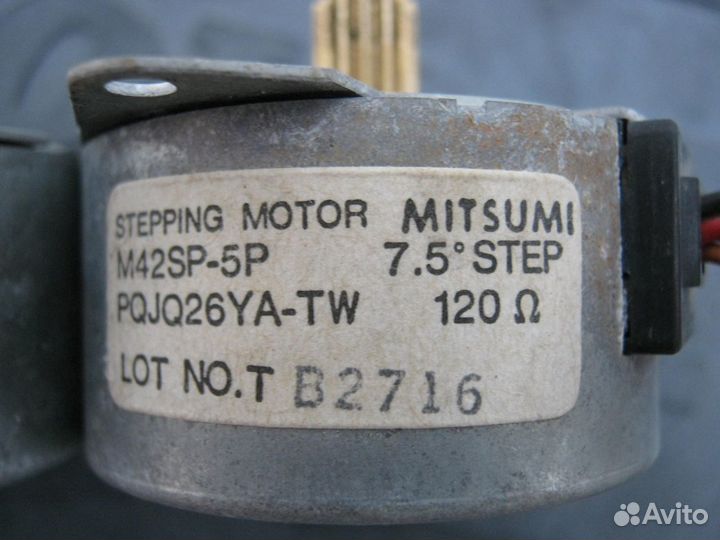 STEPPING MOTOR MITSUMI
M42SP-5P 7.5° STEP
PQJQ26YA-TW 120 Ω
LOT NO.T B2716
Avito